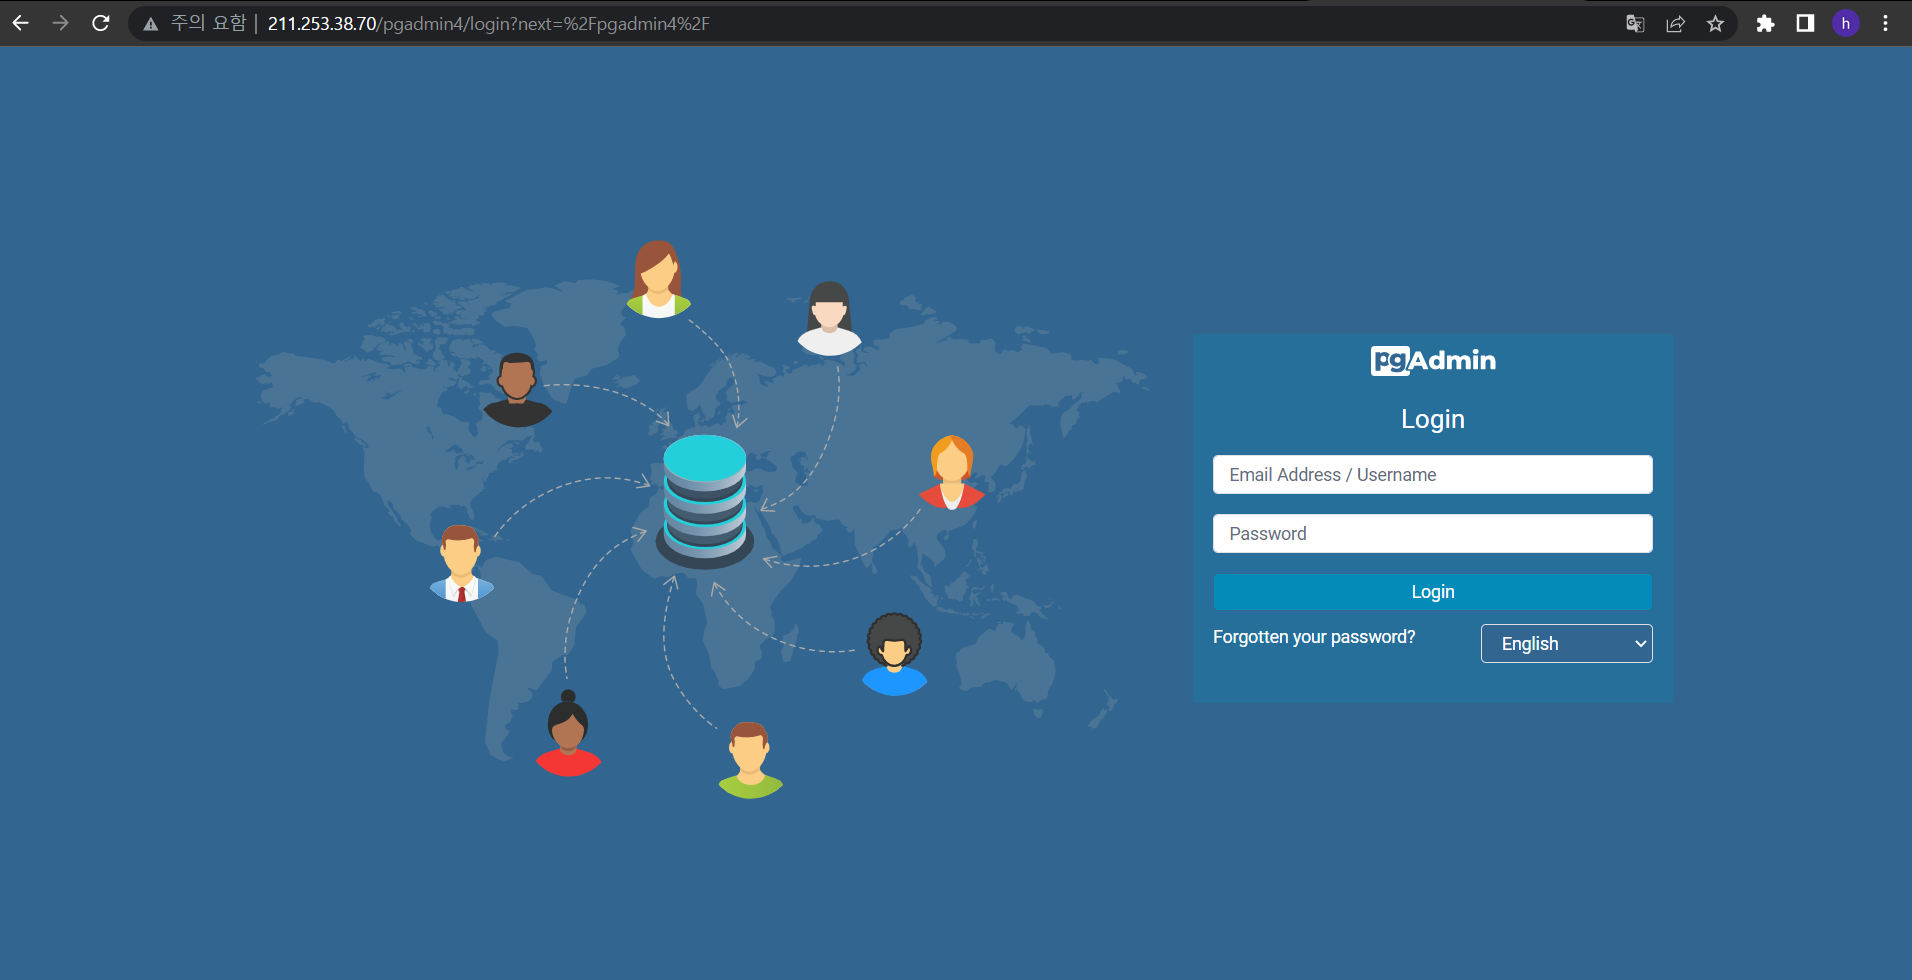 주의 요함 | 211.253.38.70/pgadmin4/login?next=%2Fpgadmin4%2F
h
pgAdmin
Login
Email Address / Username
Password
Login
Forgotten your password?
English